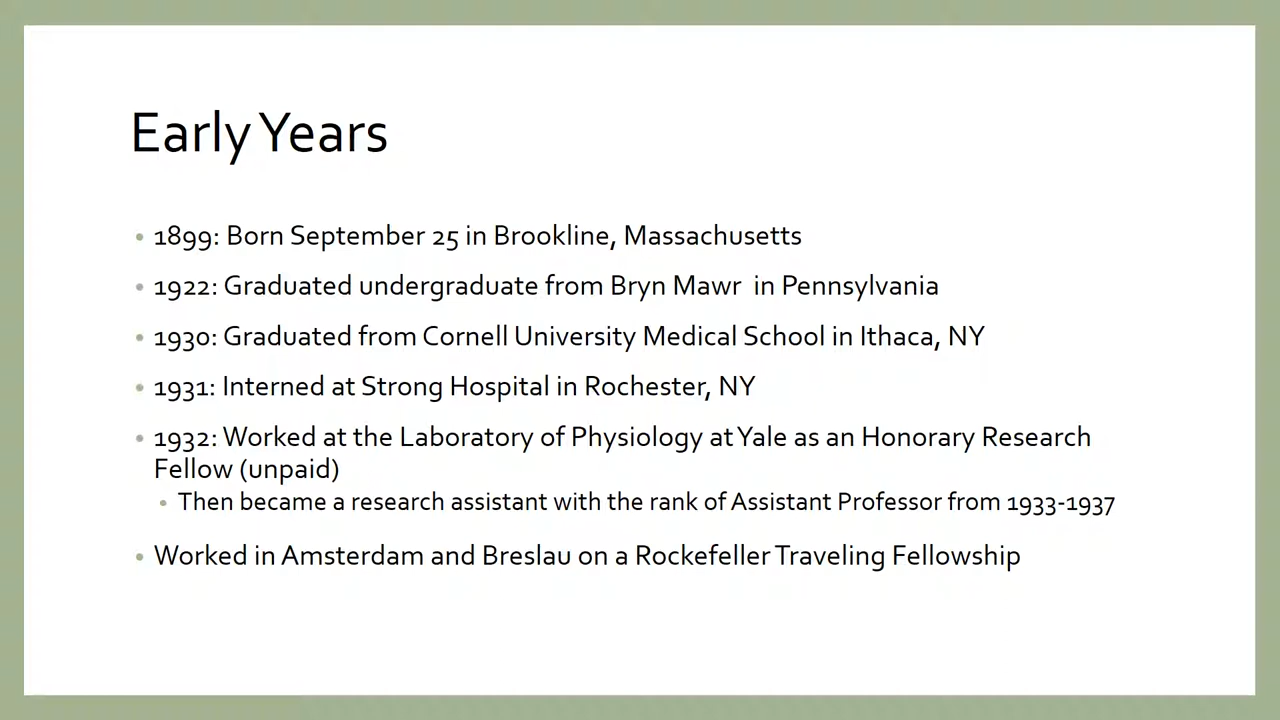 Early Years
• 1899: Born September 25 in Brookline, Massachusetts
• 1922: Graduated undergraduate from Bryn Mawr  in Pennsylvania
• 1930: Graduated from Cornell University Medical School in Ithaca, NY
• 1931: Interned at Strong Hospital in Rochester, NY
• 1932: Worked at the Laboratory of Physiology at Yale as an Honorary Research
Fellow (unpaid)
• Then became a research assistant with the rank of Assistant Professor from 1933-1937
• Worked in Amsterdam and Breslau on a Rockefeller Traveling Fellowship